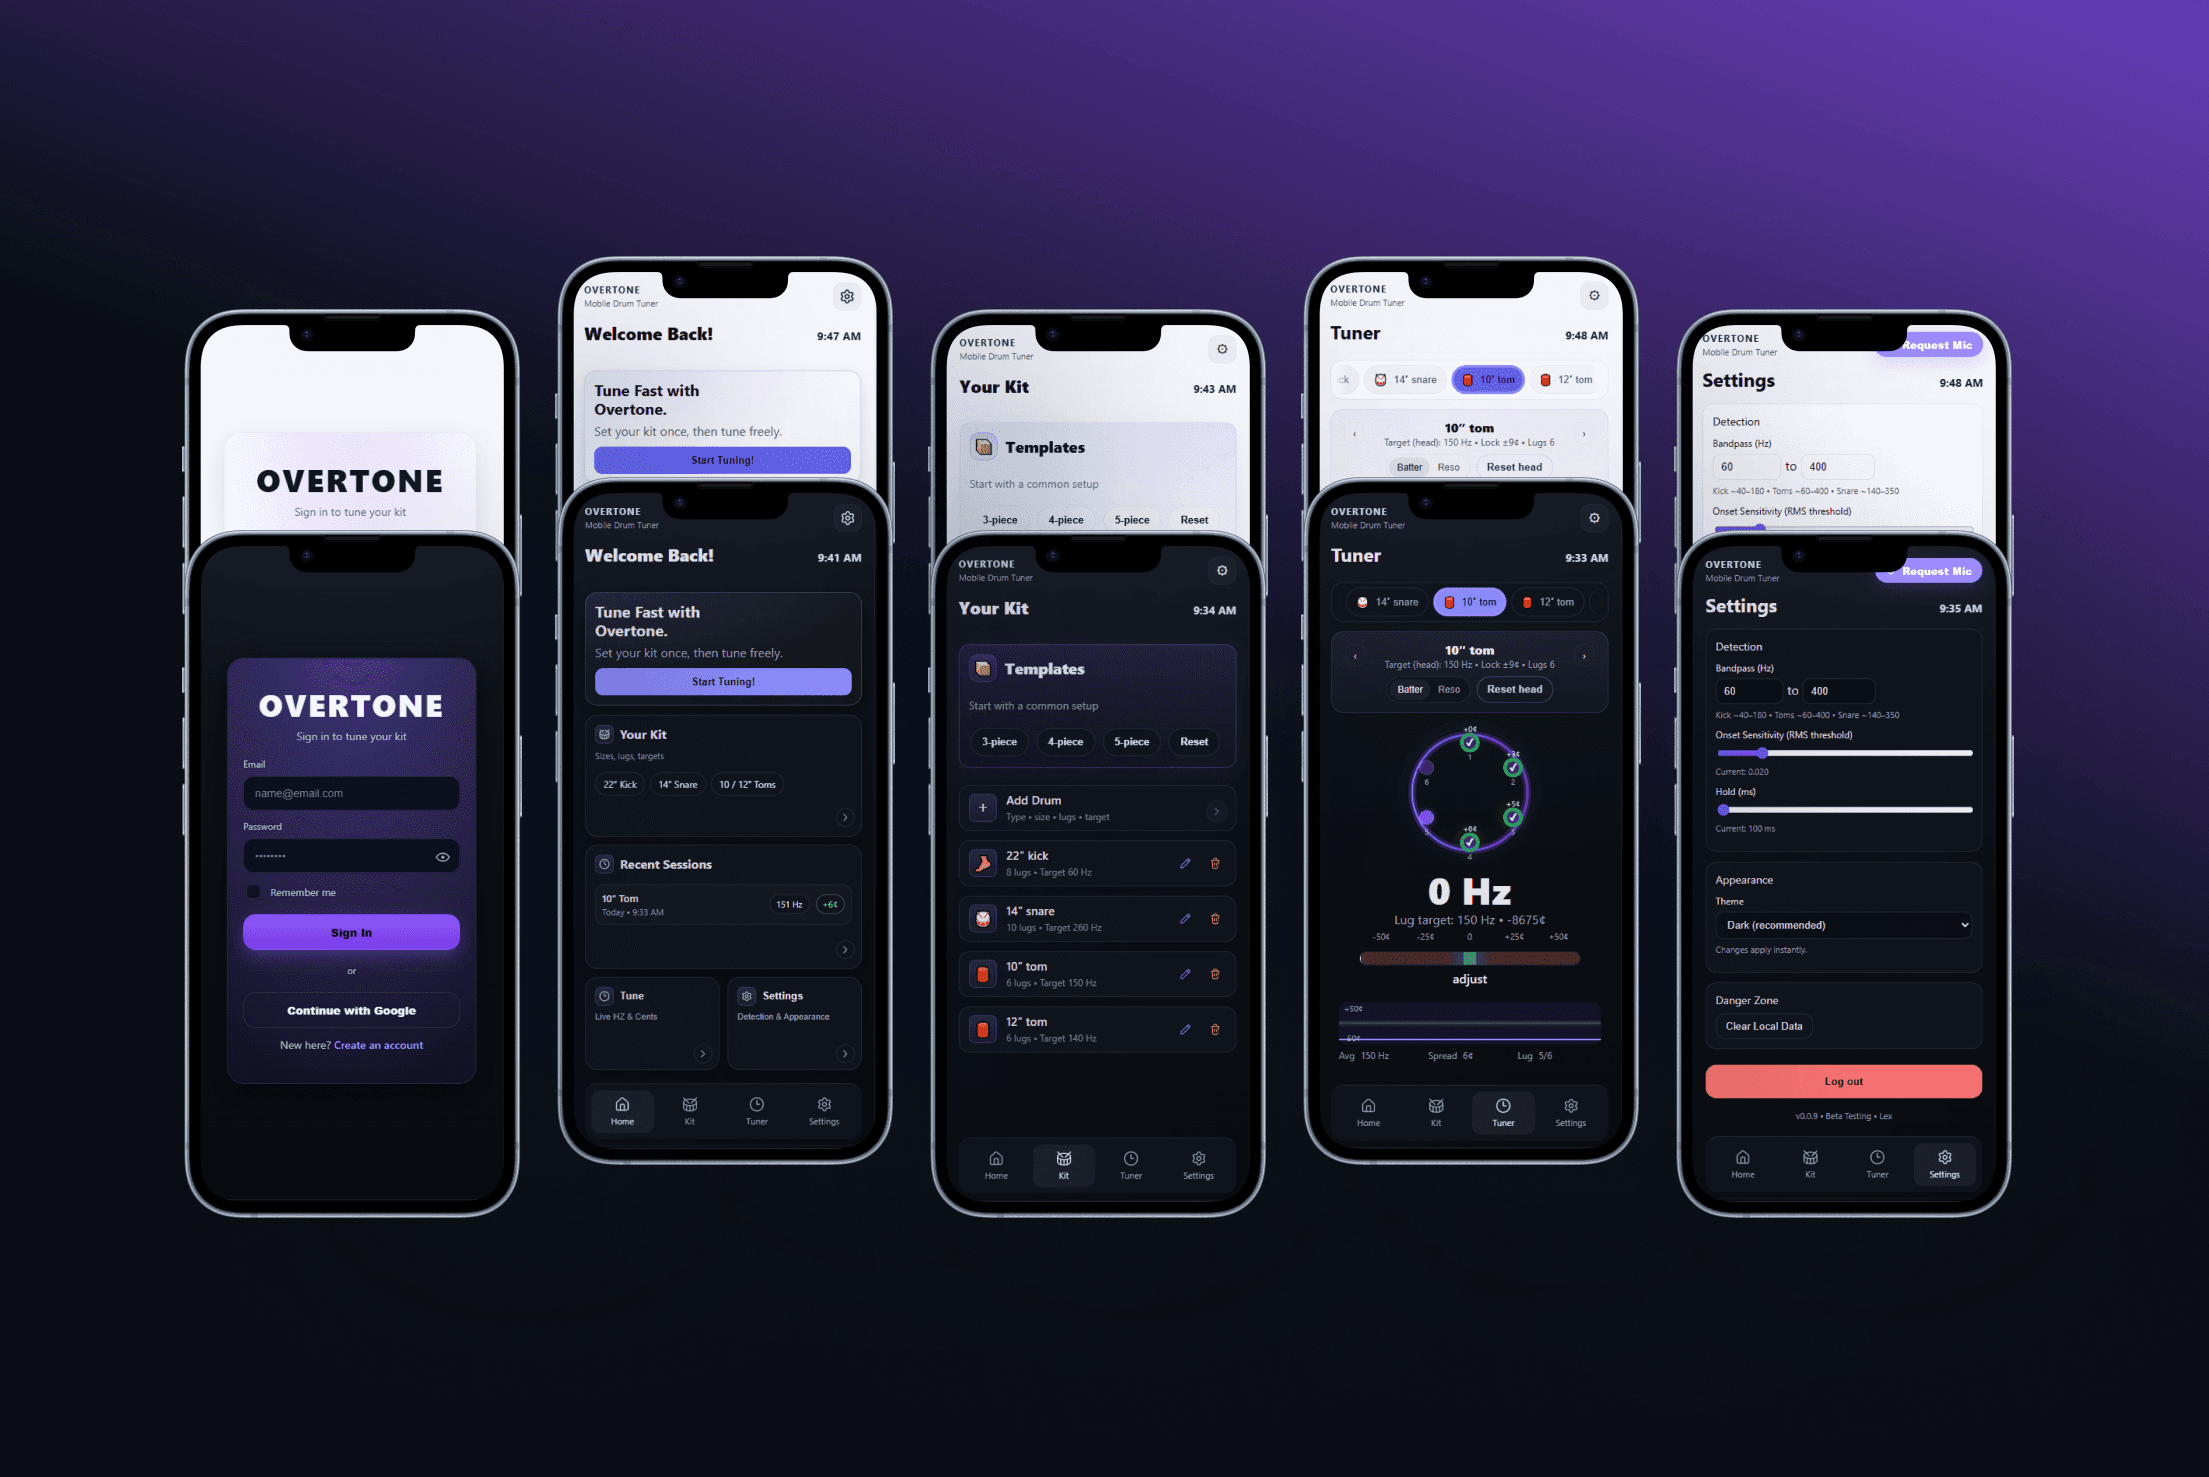 OVERTONE
Sign in to tune your kit
OVERTONE
Sign in to tune your kit
Email
name@email.com
Password
Remember me
Sign In
or
Continue with Google
New here? Create an account
OVERTONE
Mobile Drum Tuner
Welcome Back!
9:47 AM
Tune Fast with
Overtone.
Set your kit once, then tune freely.
Start Tuning!
OVERTONE
Mobile Drum Tuner
Welcome Back!
9:41 AM
Tune Fast with
Overtone.
Set your kit once, then tune freely.
Start Tuning!
Your Kit
Sizes, lugs, targets
22" Kick
14" Snare
10 / 12" Toms
Recent Sessions
10" Tom
Today • 9:33 AM
151 Hz
+6¢
Tune
Live HZ & Cents
Settings
Detection & Appearance
Home
Kit
Tuner
Settings
OVERTONE
Mobile Drum Tuner
Your Kit
9:43 AM
Templates
Start with a common setup
3-piece
4-piece
5-piece
Reset
OVERTONE
Mobile Drum Tuner
Your Kit
9:34 AM
Templates
Start with a common setup
3-piece
4-piece
5-piece
Reset
Add Drum
Type • size • lugs • target
22" kick
8 lugs • Target 60 Hz
14" snare
10 lugs • Target 260 Hz
10" tom
6 lugs • Target 150 Hz
12" tom
6 lugs • Target 140 Hz
Home
Kit
Tuner
Settings
OVERTONE
Mobile Drum Tuner
Tuner
9:48 AM
ck
14" snare
10" tom
12" tom
10" tom
Target (head): 150 Hz • Lock ±9¢ • Lugs 6
Batter
Reso
Reset head
OVERTONE
Mobile Drum Tuner
Tuner
9:33 AM
14" snare
10" tom
12" tom
10" tom
Target (head): 150 Hz • Lock ±9¢ • Lugs 6
Batter
Reso
Reset head
+0¢
1
+3¢
2
+5¢
3
+6¢
4
5
6
0 Hz
Lug target: 150 Hz • -8675¢
-50¢
-25¢
0
+25¢
+50¢
adjust
+50¢
-50¢
Avg 150 Hz
Spread 6¢
Lug 5/6
Home
Kit
Tuner
Settings
OVERTONE
Mobile Drum Tuner
Request Mic
Settings
9:48 AM
Detection
Bandpass (Hz)
60 to 400
Kick ~40–180 • Toms ~60–400 • Snare ~140–350
Onset Sensitivity (RMS threshold)
OVERTONE
Mobile Drum Tuner
Request Mic
Settings
9:35 AM
Detection
Bandpass (Hz)
60 to 400
Kick ~40–180 • Toms ~60–400 • Snare ~140–350
Onset Sensitivity (RMS threshold)
Current: 0.020
Hold (ms)
Current: 100 ms
Appearance
Theme
Dark (recommended)
Changes apply instantly.
Danger Zone
Clear Local Data
Log out
v0.0.9 • Beta Testing • Lex
Home
Kit
Tuner
Settings